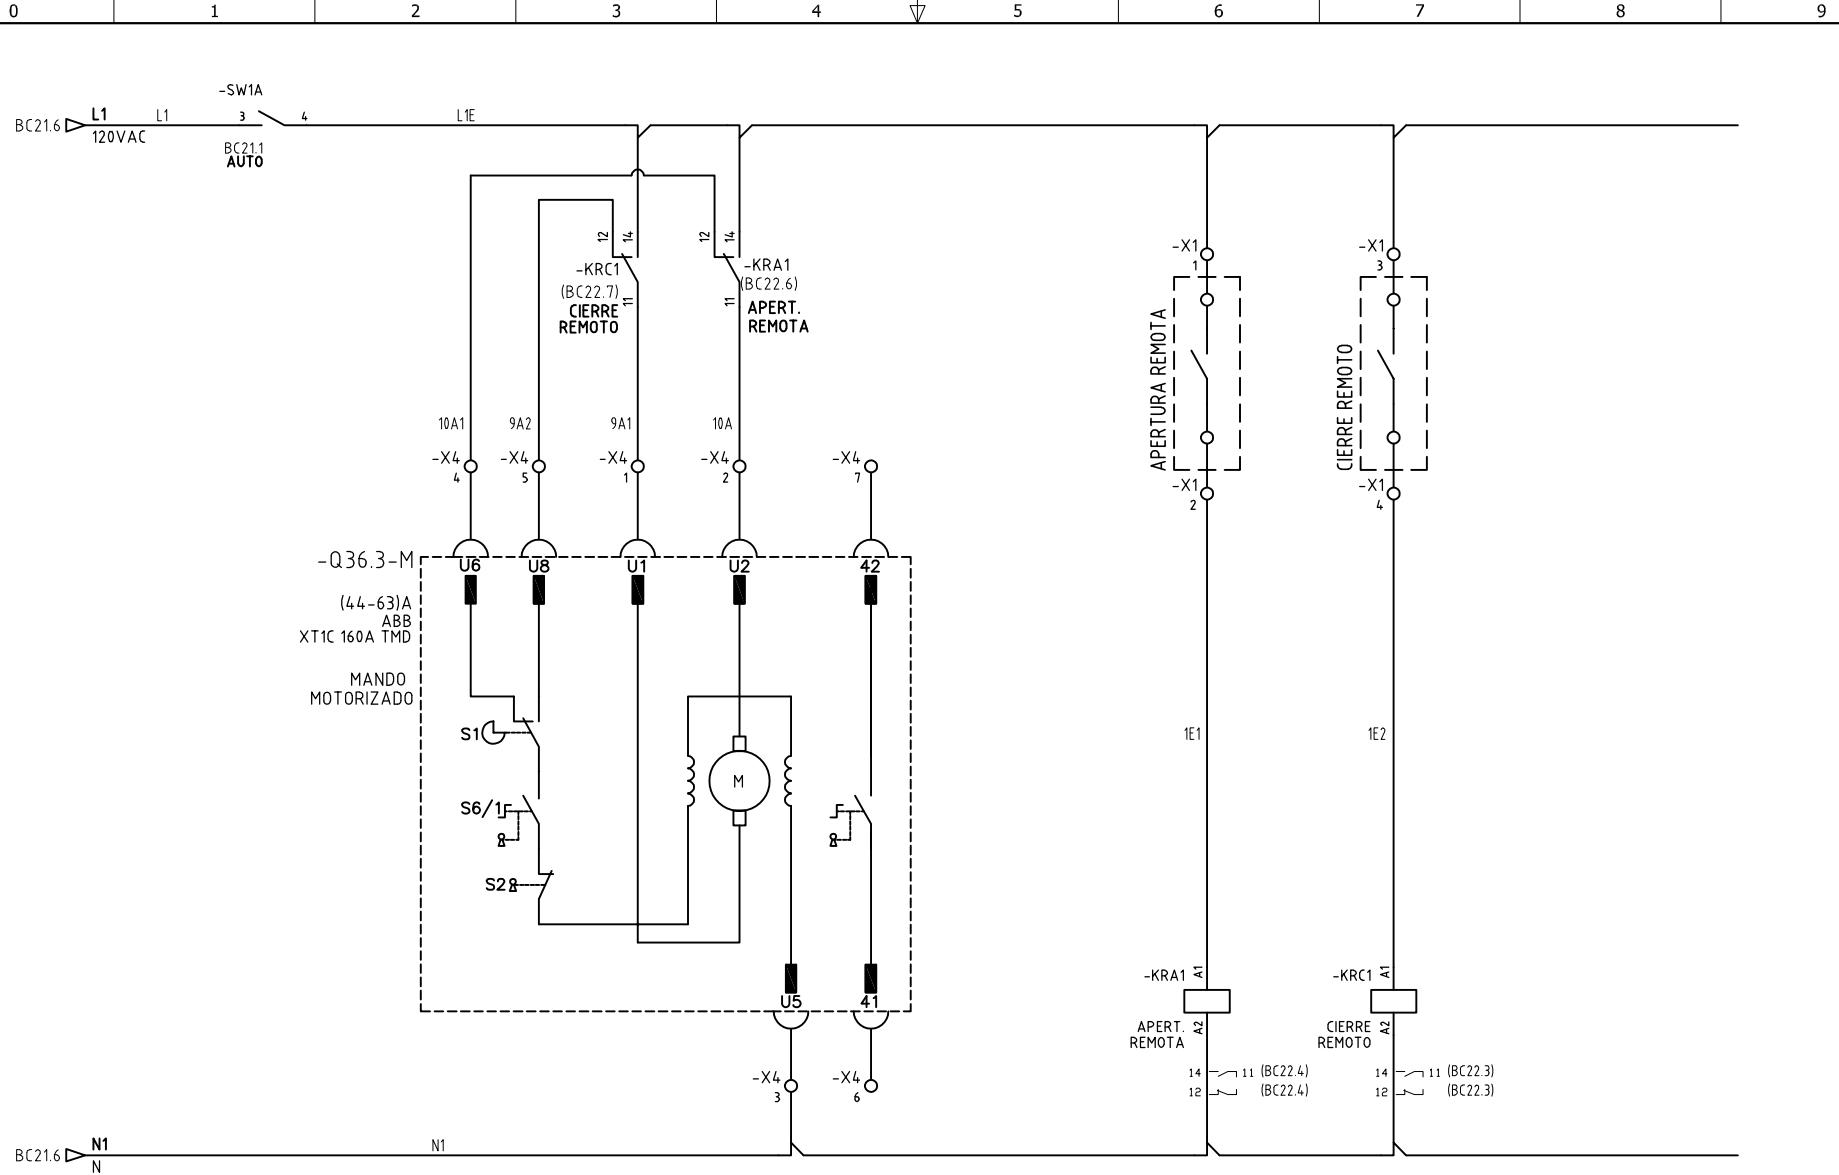 0 1 2 3 4 5 6 7 8 9
-SW1A
BC21.6 L1 L1 3 4 L1E
120VAC
BC21.1
AUTO
12 14 12 14
-KRC1
(BC22.7)
11
CIERRE
REMOTO
-KRA1
(BC22.6)
11
APERT.
REMOTA
-X1
1
-X1
3
APERTURA REMOTA
CIERRE REMOTO
10A1 9A2 9A1 10A
-X4 -X4 -X4 -X4 -X4
4 5 1 2 7
-X1
2
-X1
4
-Q36.3-M
U6 U8 U1 U2 42
(44-63)A
ABB
XT1C 160A TMD
MANDO
MOTORIZADO
S1
1E1 1E2
M
S6/1
S2
U5 41
-KRA1 A1
-KRC1 A1
APERT.
REMOTA
A2
CIERRE
REMOTO
A2
14 11 (BC22.4)
12 (BC22.4)
14 11 (BC22.3)
12 (BC22.3)
-X4
3
-X4
6
BC21.6 N1 N1
N